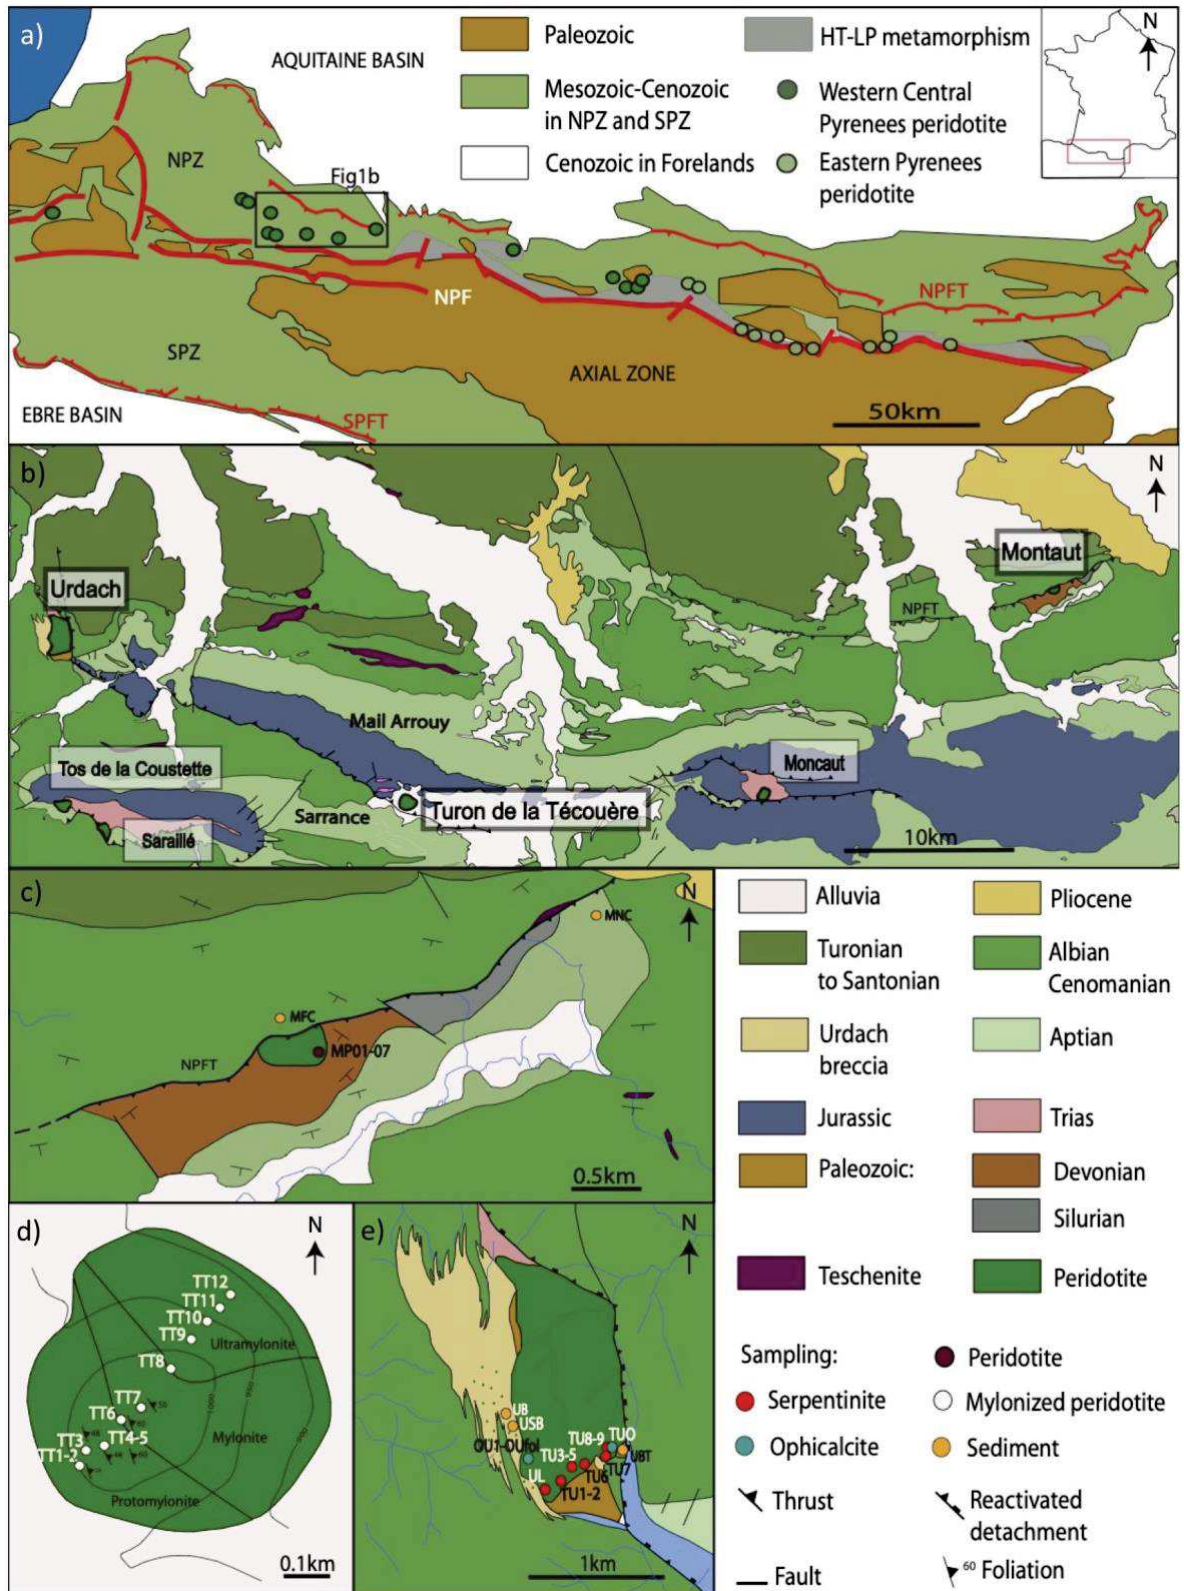 a)
AQUITAINE BASIN
Paleozoic
HT-LP metamorphism
N
Mesozoic-Cenozoic
in NPZ and SPZ
Western Central
Pyrenees peridotite
Cenozoic in Forelands
Eastern Pyrenees
peridotite
NPZ
Fig1b
NPF
NPFT
SPZ
AXIAL ZONE
EBRE BASIN
SPFT
50km
b)
N
Montaut
Urdach
NPFT
Mail Arrouy
Tos de la Coustette
Moncaut
Sarrance
Turon de la Técouère
Saraillé
10km
c)
N
MNC
MFC
NPFT
MP01-07
0.5km
Alluvia
Pliocene
Turonian
to Santonian
Albian
Cenomanian
Urdach
breccia
Aptian
Jurassic
Trias
Paleozoic:
Devonian
Silurian
Teschenite
Peridotite
d)
N
TT12
TT11
TT10
TT9
Ultramylonite
TT8
TT7
TT6
TT4-5
TT3
TT1-2
Mylonite
Protomylonite
0.1km
e)
N
UB
USB
OU1-OUfol
TU8-9
TUO
TU3-5
UBT
TU6
TU7
UL
TU1-2
1km
Sampling:
Peridotite
Serpentinite
Mylonized peridotite
Ophicalcite
Sediment
Thrust
Reactivated
detachment
Fault
60 Foliation